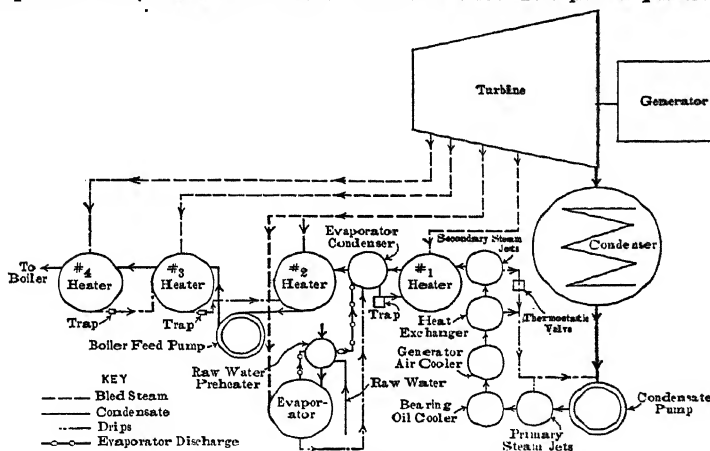 Turbine
Generator
Condenser
Evaporator
Condenser
Secondary Steam
Jets
To
Boiler
#4
Heater
#3
Heater
#2
Heater
#1
Heater
Trap
Trap
Trap
Heat
Exchanger
Thermostatic
Valve
Boiler Feed Pump
Generator
Air Cooler
Raw Water
Preheater
Raw Water
Evapor-
ator
Bearing
Oil Cooler
Primary
Steam Jets
Condensate
Pump
KEY
Bled Steam
Condensate
Drips
Evaporator Discharge